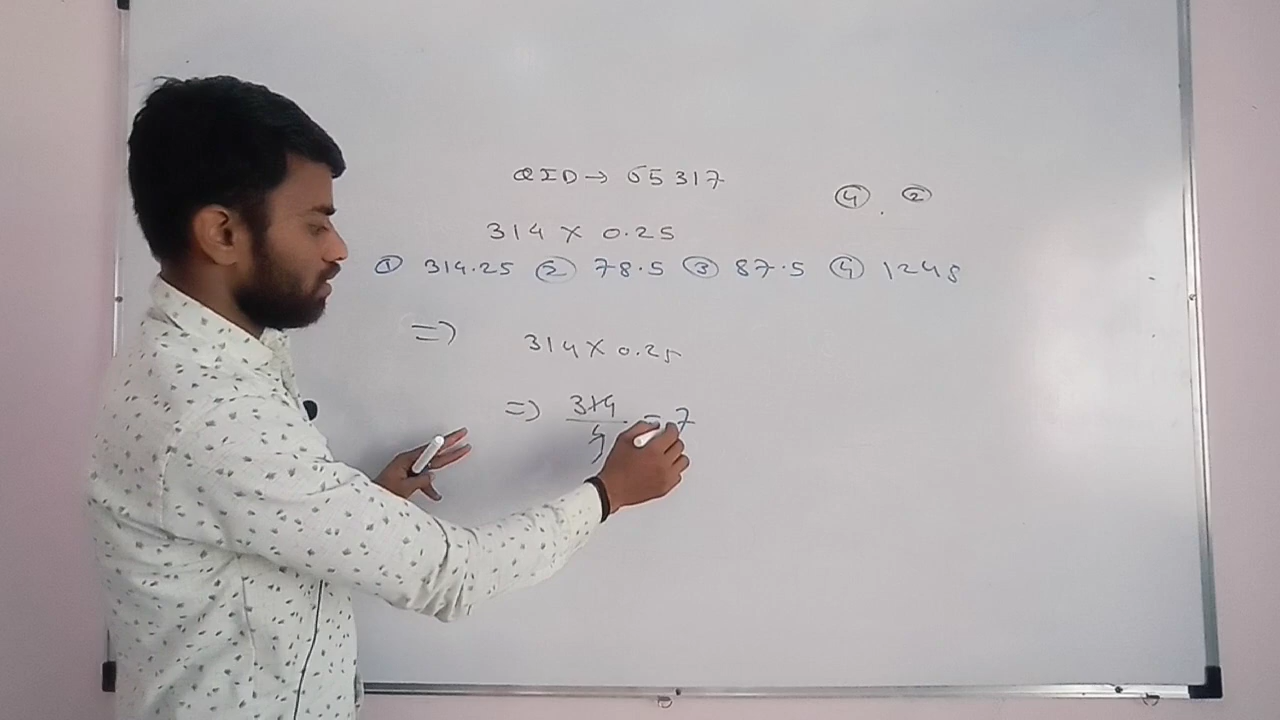 QID → 65317
④ . ②
314 × 0.25
① 314.25 ② 78.5 ③ 87.5 ④ 1248
=> 314 × 0.25
=> 314/4 = 7